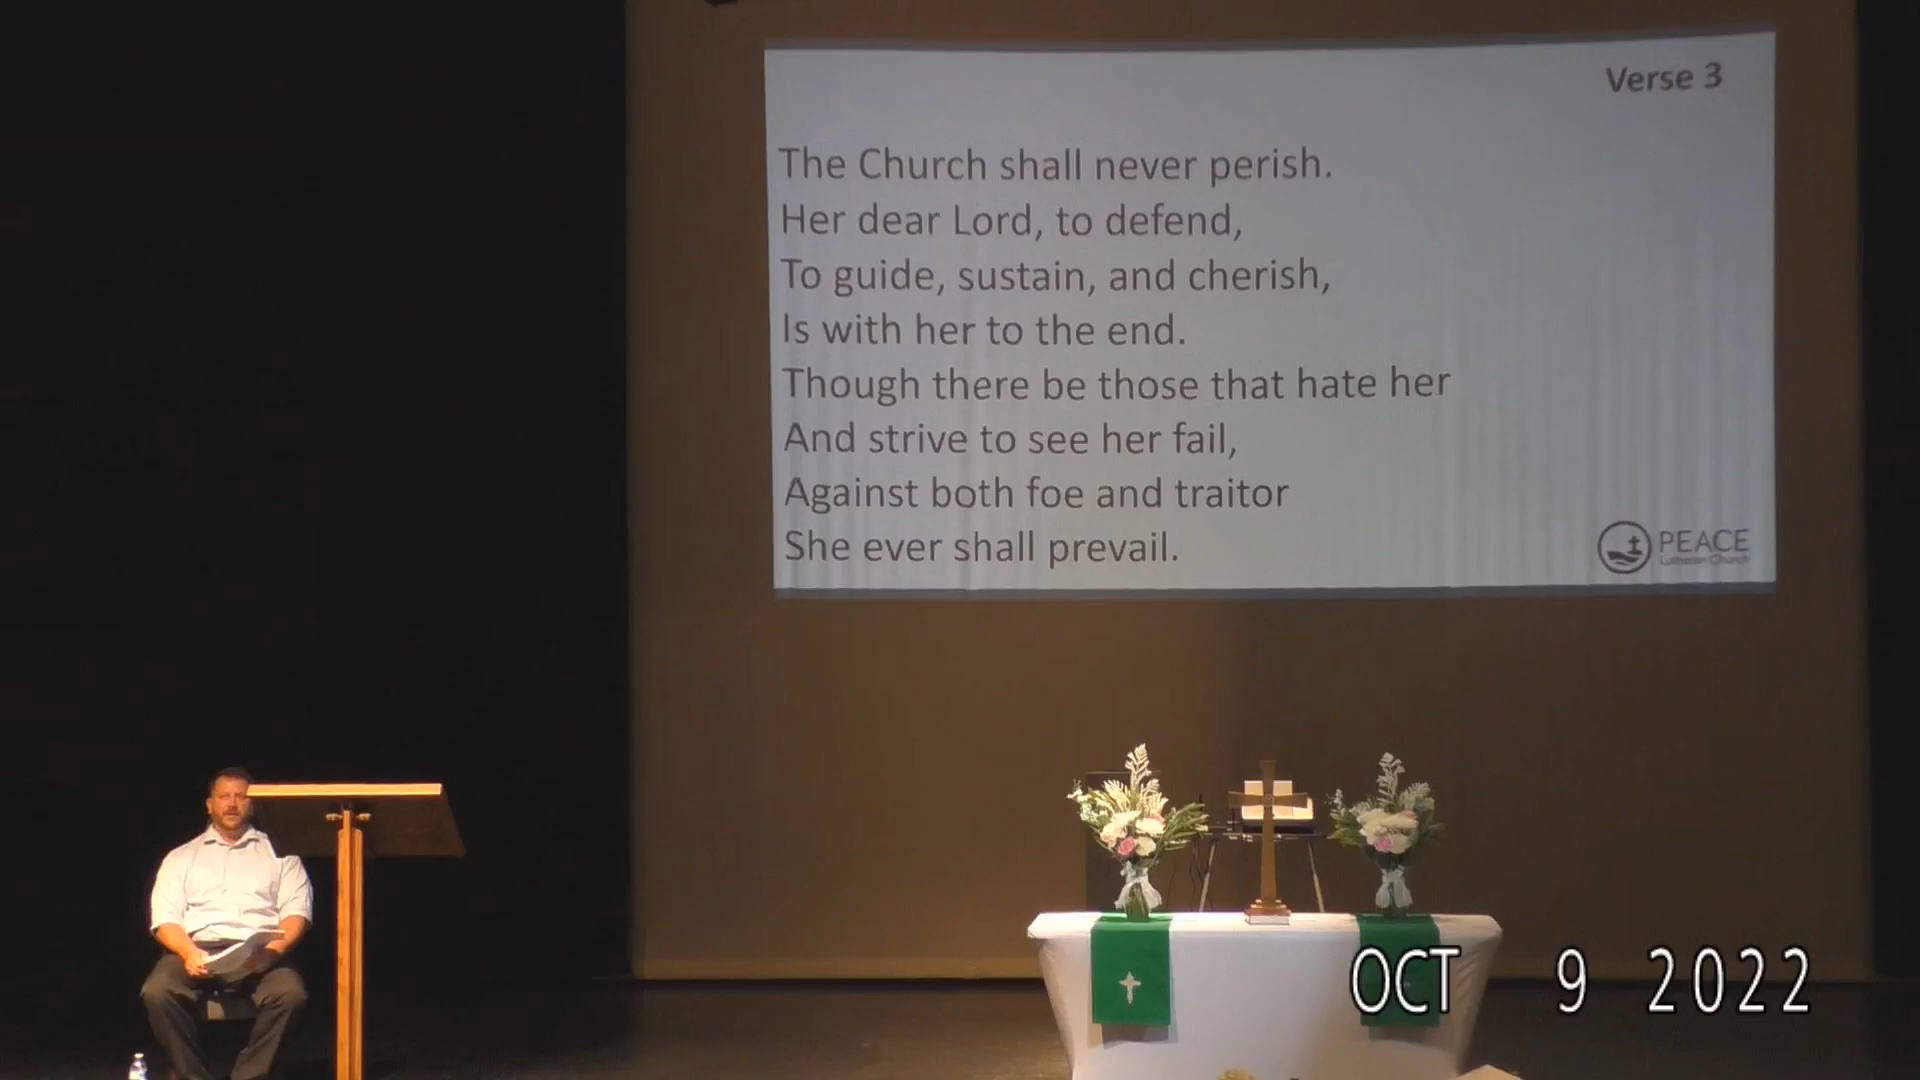 Verse 3
The Church shall never perish.
Her dear Lord, to defend,
To guide, sustain, and cherish,
Is with her to the end.
Though there be those that hate her
And strive to see her fail,
Against both foe and traitor
She ever shall prevail.
PEACE
Lutheran Church
OCT 9 2022